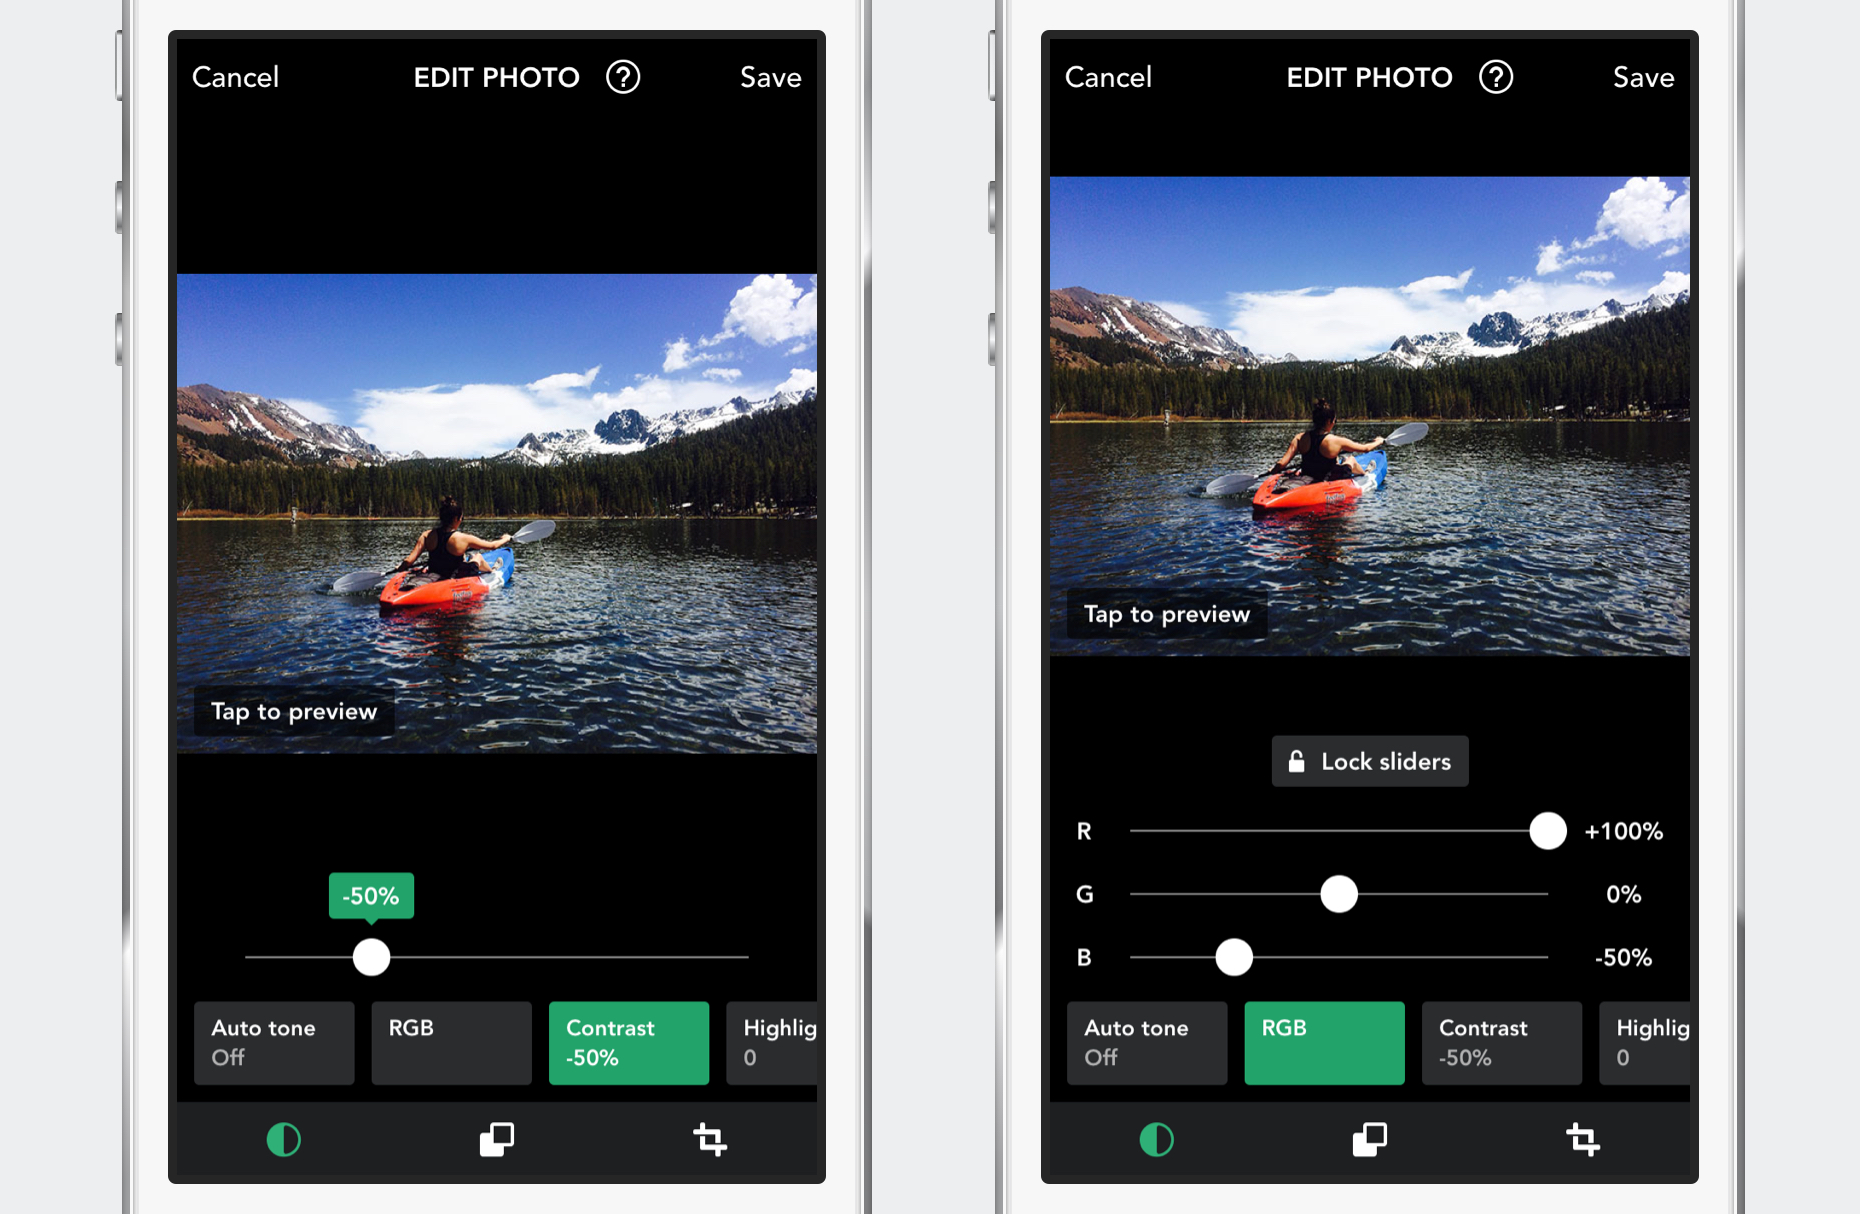 Cancel EDIT PHOTO ? Save
Tap to preview
-50%
Auto tone RGB Contrast Highlig
Off -50% 0
Cancel EDIT PHOTO ? Save
Tap to preview
Lock sliders
R +100%
G 0%
B -50%
Auto tone RGB Contrast Highlig
Off -50% 0